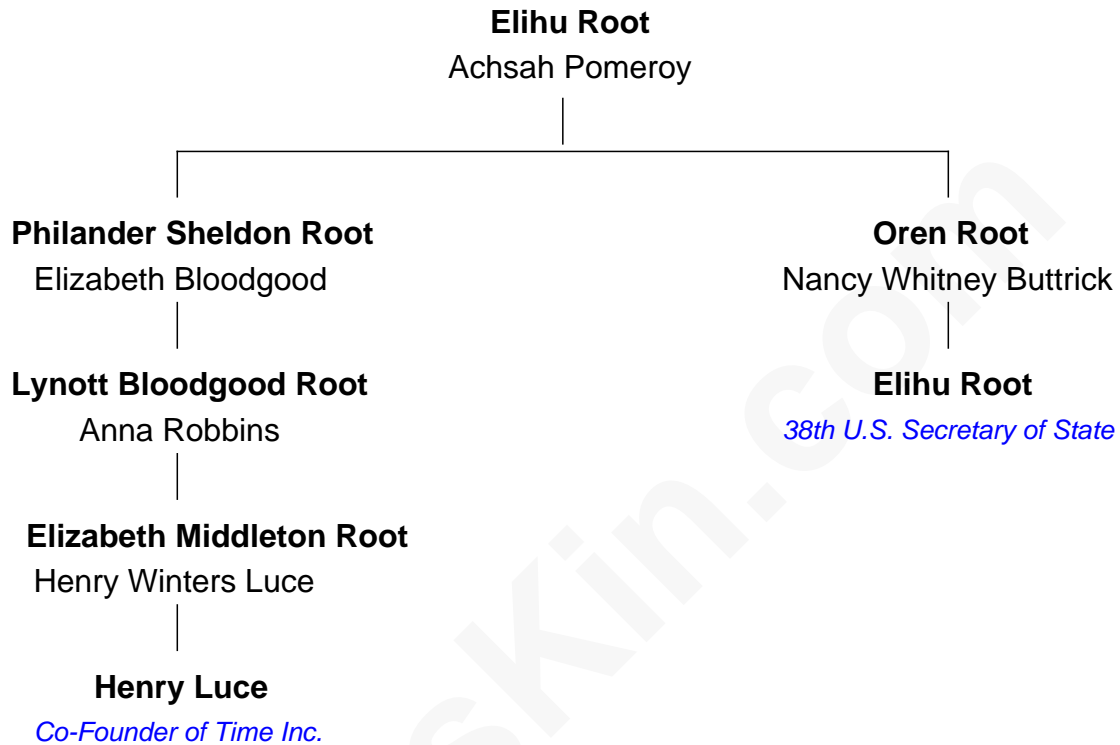 Elihu Root
Achsah Pomeroy
Philander Sheldon Root
Elizabeth Bloodgood
Oren Root
Nancy Whitney Buttrick
Lynott Bloodgood Root
Anna Robbins
Elihu Root
38th U.S. Secretary of State
Elizabeth Middleton Root
Henry Winters Luce
Henry Luce
Co-Founder of Time Inc.
sKin.com